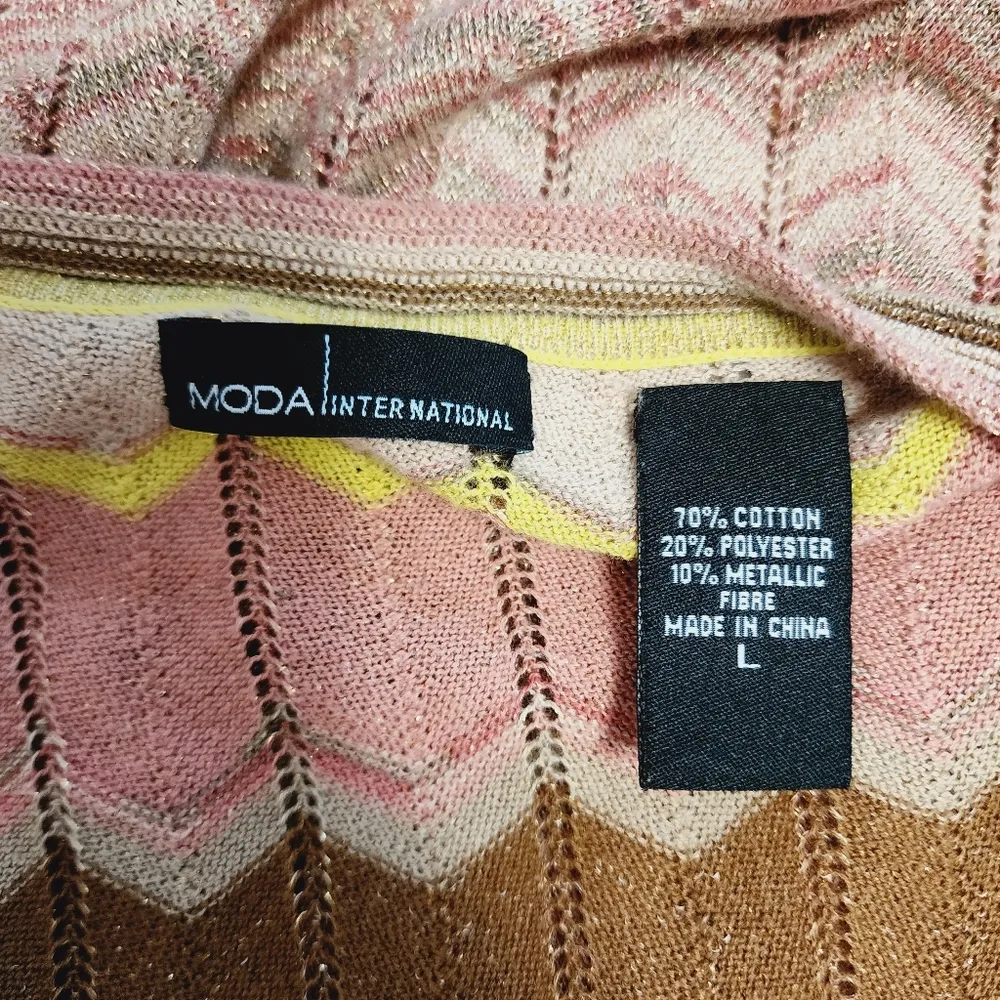 MODA INTERNATIONAL
70% COTTON
20% POLYESTER
10% METALLIC
FIBRE
MADE IN CHINA
L